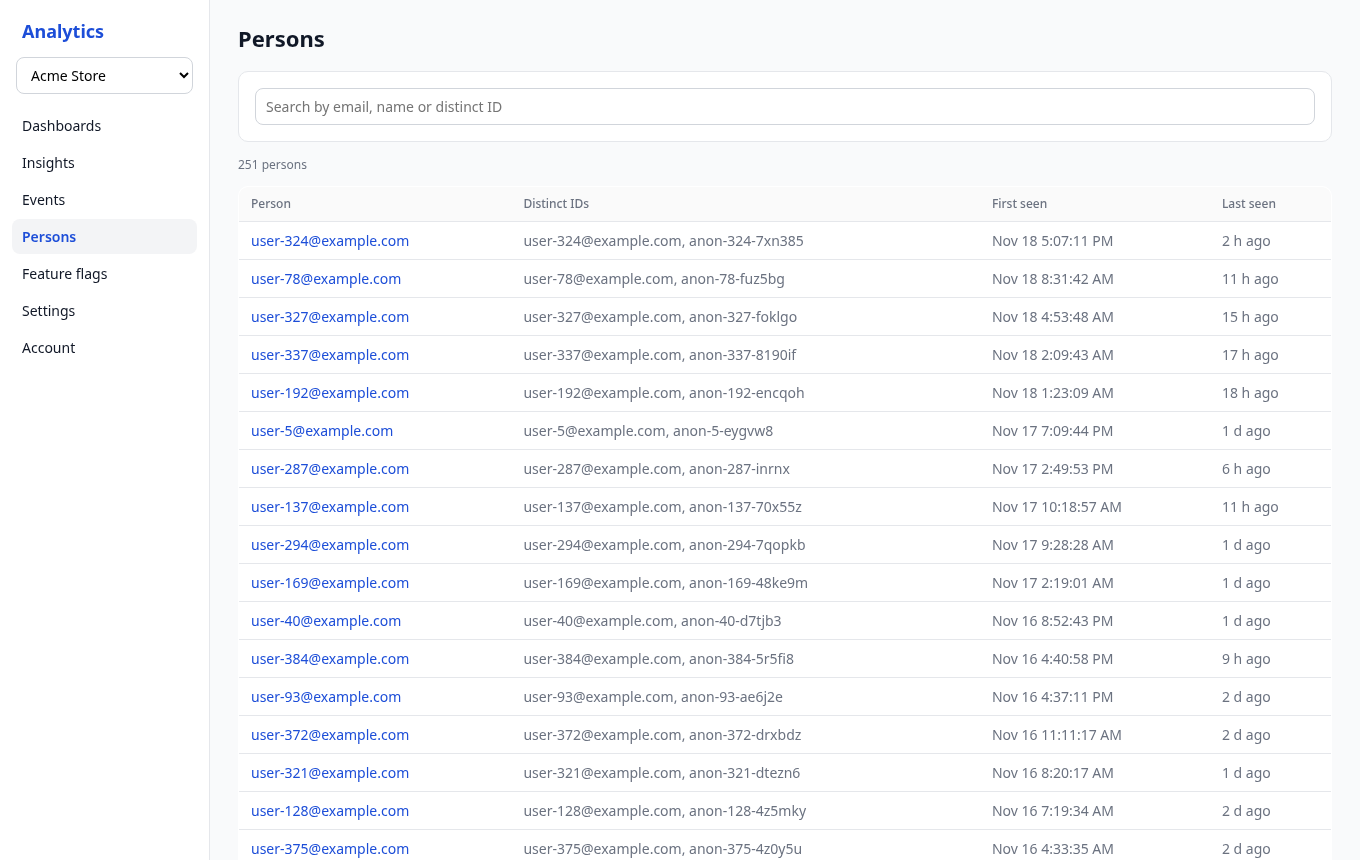 Analytics
Acme Store
Dashboards
Insights
Events
Persons
Feature flags
Settings
Account
Persons
Search by email, name or distinct ID
251 persons
Person Distinct IDs First seen Last seen
user-324@example.com user-324@example.com, anon-324-7xn385 Nov 18 5:07:11 PM 2 h ago
user-78@example.com user-78@example.com, anon-78-fuz5bg Nov 18 8:31:42 AM 11 h ago
user-327@example.com user-327@example.com, anon-327-foklgo Nov 18 4:53:48 AM 15 h ago
user-337@example.com user-337@example.com, anon-337-8190if Nov 18 2:09:43 AM 17 h ago
user-192@example.com user-192@example.com, anon-192-encqoh Nov 18 1:23:09 AM 18 h ago
user-5@example.com user-5@example.com, anon-5-eygvw8 Nov 17 7:09:44 PM 1 d ago
user-287@example.com user-287@example.com, anon-287-inrnx Nov 17 2:49:53 PM 6 h ago
user-137@example.com user-137@example.com, anon-137-70x55z Nov 17 10:18:57 AM 11 h ago
user-294@example.com user-294@example.com, anon-294-7qopkb Nov 17 9:28:28 AM 1 d ago
user-169@example.com user-169@example.com, anon-169-48ke9m Nov 17 2:19:01 AM 1 d ago
user-40@example.com user-40@example.com, anon-40-d7tjb3 Nov 16 8:52:43 PM 1 d ago
user-384@example.com user-384@example.com, anon-384-5r5fi8 Nov 16 4:40:58 PM 9 h ago
user-93@example.com user-93@example.com, anon-93-ae6j2e Nov 16 4:37:11 PM 2 d ago
user-372@example.com user-372@example.com, anon-372-drxbdz Nov 16 11:11:17 AM 2 d ago
user-321@example.com user-321@example.com, anon-321-dtezn6 Nov 16 8:20:17 AM 1 d ago
user-128@example.com user-128@example.com, anon-128-4z5mky Nov 16 7:19:34 AM 2 d ago
user-375@example.com user-375@example.com, anon-375-4z0y5u Nov 16 4:33:35 AM 2 d ago